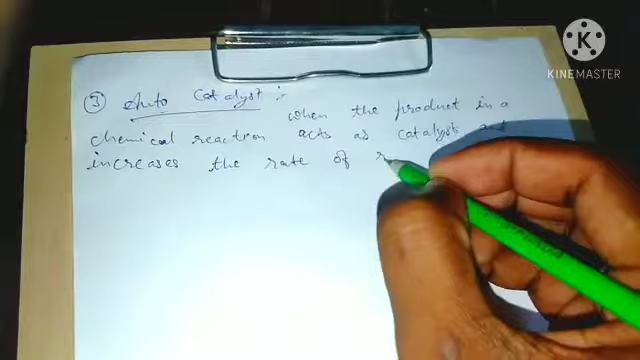 ③ Auto Catalyst :
when the product in a
chemical reaction acts as catalyst and
increases the rate of r
KINEMASTER